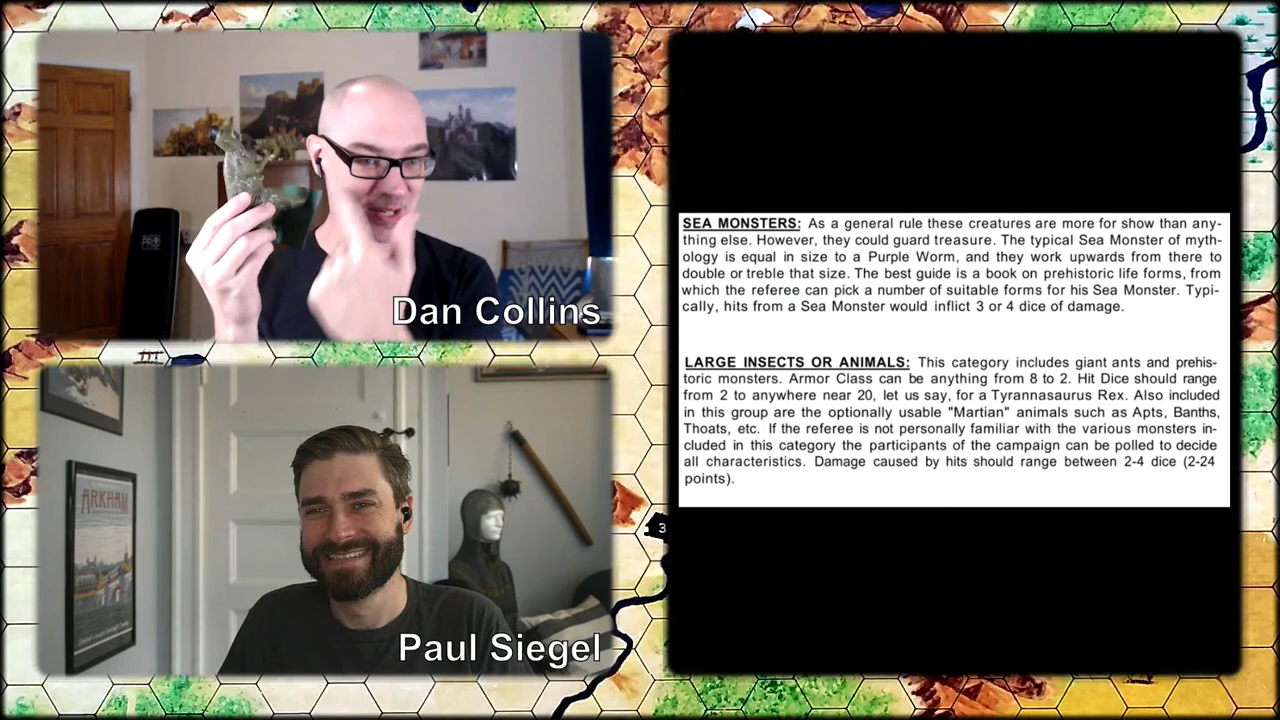 PRO
Dan Collins
ARKHAM
Paul Siegel
3
SEA MONSTERS: As a general rule these creatures are more for show than any-
thing else. However, they could guard treasure. The typical Sea Monster of myth-
ology is equal in size to a Purple Worm, and they work upwards from there to
double or treble that size. The best guide is a book on prehistoric life forms, from
which the referee can pick a number of suitable forms for his Sea Monster. Typi-
cally, hits from a Sea Monster would inflict 3 or 4 dice of damage.
LARGE INSECTS OR ANIMALS: This category includes giant ants and prehis-
toric monsters. Armor Class can be anything from 8 to 2. Hit Dice should range
from 2 to anywhere near 20, let us say, for a Tyrannasaurus Rex. Also included
in this group are the optionally usable "Martian" animals such as Apts, Banths,
Thoats, etc. If the referee is not personally familiar with the various monsters in-
cluded in this category the participants of the campaign can be polled to decide
all characteristics. Damage caused by hits should range between 2-4 dice (2-24
points).